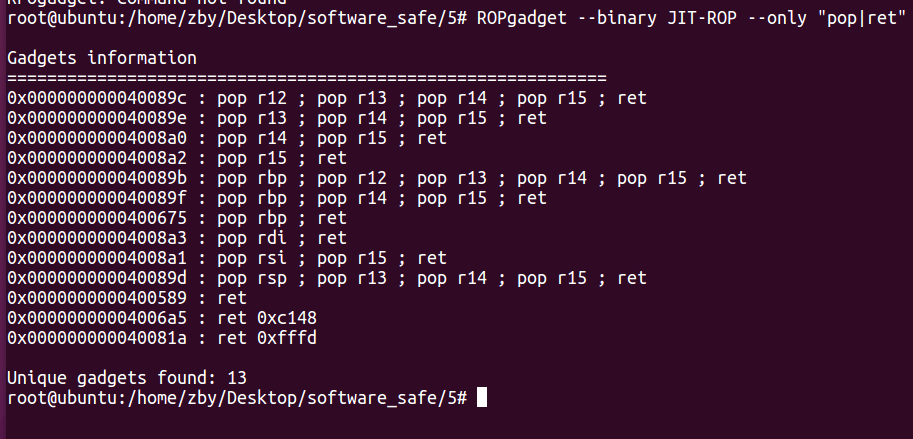 root@ubuntu:/home/zby/Desktop/software_safe/5# ROPgadget --binary JIT-ROP --only "pop|ret"
Gadgets information
============================================================
0x000000000040089c : pop r12 ; pop r13 ; pop r14 ; pop r15 ; ret
0x000000000040089e : pop r13 ; pop r14 ; pop r15 ; ret
0x00000000004008a0 : pop r14 ; pop r15 ; ret
0x00000000004008a2 : pop r15 ; ret
0x000000000040089b : pop rbp ; pop r12 ; pop r13 ; pop r14 ; pop r15 ; ret
0x000000000040089f : pop rbp ; pop r14 ; pop r15 ; ret
0x0000000000400675 : pop rbp ; ret
0x00000000004008a3 : pop rdi ; ret
0x00000000004008a1 : pop rsi ; pop r15 ; ret
0x000000000040089d : pop rsp ; pop r13 ; pop r14 ; pop r15 ; ret
0x0000000000400589 : ret
0x00000000004006a5 : ret 0xc148
0x000000000040081a : ret 0xfffd
Unique gadgets found: 13
root@ubuntu:/home/zby/Desktop/software_safe/5#